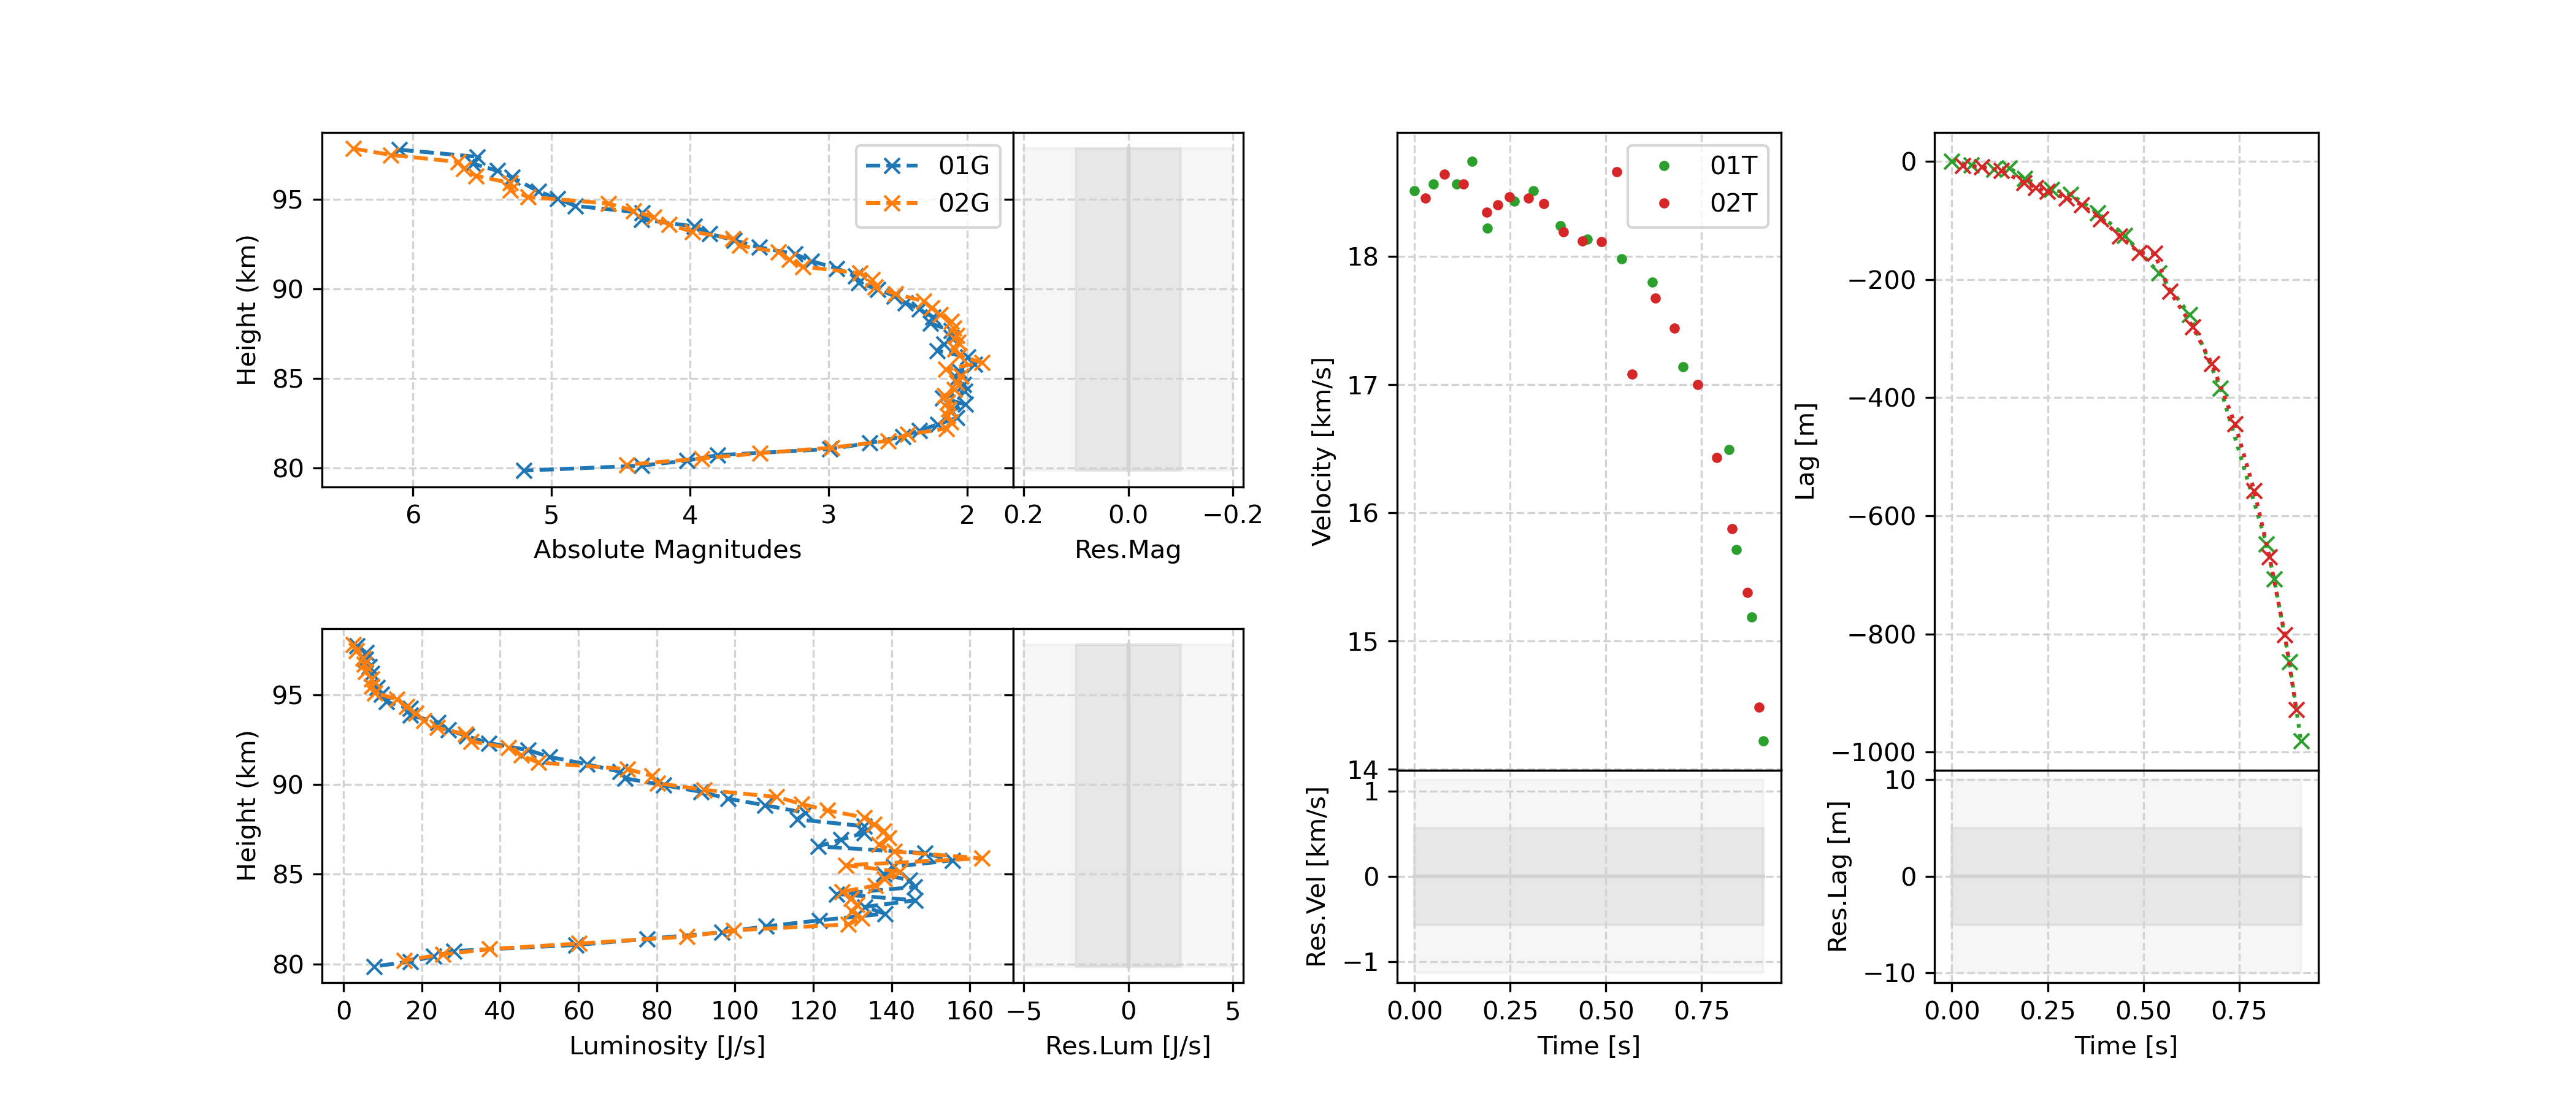 01G
02G
95
90
85
80
Height (km)
6 5 4 3 2
Absolute Magnitudes
0.2 0.0 −0.2
Res.Mag
95
90
85
80
Height (km)
0 20 40 60 80 100 120 140 160
Luminosity [J/s]
−5 0 5
Res.Lum [J/s]
01T
02T
18
17
16
15
14
Velocity [km/s]
1
0
−1
Res.Vel [km/s]
0.00 0.25 0.50 0.75
Time [s]
0
−200
−400
−600
−800
−1000
Lag [m]
10
0
−10
Res.Lag [m]
0.00 0.25 0.50 0.75
Time [s]